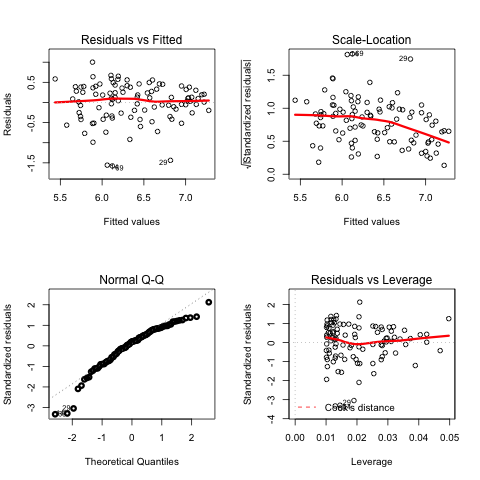 Residuals vs Fitted
Residuals
0.5
-0.5
-1.5
29
69
5.5 6.0 6.5 7.0
Fitted values
Scale-Location
√|Standardized residuals|
1.5
1.0
0.5
0.0
69
29
5.5 6.0 6.5 7.0
Fitted values
Normal Q-Q
Standardized residuals
2
1
0
-1
-2
-3
29
69
-2 -1 0 1 2
Theoretical Quantiles
Residuals vs Leverage
Standardized residuals
2
1
0
-1
-2
-3
-4
29
Cook's distance
0.00 0.01 0.02 0.03 0.04 0.05
Leverage